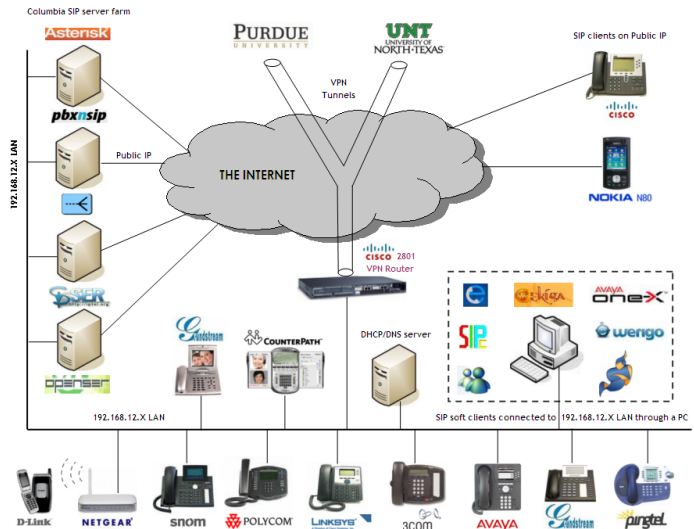 Columbia SIP server farm
Asterisk
PURDUE
UNIVERSITY
UNT
UNIVERSITY OF
NORTH·TEXAS
SIP clients on Public IP
VPN
Tunnels
pbxnsip
CISCO
Public IP
192.168.12.X LAN
THE INTERNET
NOKIA N80
CISCO 2801
VPN Router
SER
AVAYA
one-X
ekiga
Grandstream
COUNTERPATH
DHCP/DNS server
SIPc
wengo
openser
192.168.12.X LAN
SIP soft clients connected to 192.168.12.X LAN through a PC
D-Link
NETGEAR
snom
POLYCOM
LINKSYS
3COM
AVAYA
Grandstream
pingtel